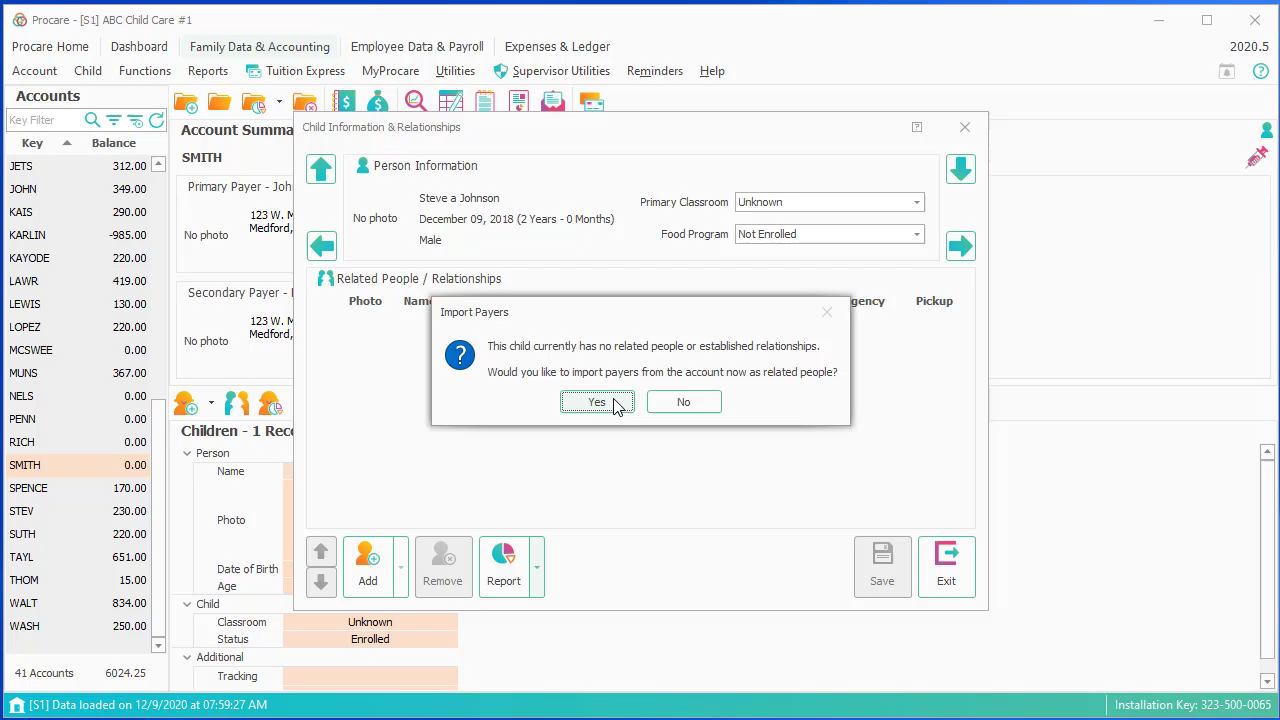 Procare - [S1] ABC Child Care #1
Procare Home Dashboard Family Data & Accounting Employee Data & Payroll Expenses & Ledger 2020.5
Account Child Functions Reports Tuition Express MyProcare Utilities Supervisor Utilities Reminders Help
Accounts
Key Filter
Key Balance
JETS 312.00
JOHN 349.00
KAIS 290.00
KARLIN -985.00
KAYODE 220.00
LAWR 419.00
LEWIS 130.00
LOPEZ 220.00
MCSWEE 0.00
MUNS 367.00
NELS 0.00
PENN 0.00
RICH 0.00
SMITH 0.00
SPENCE 170.00
STEV 230.00
SUTH 220.00
TAYL 651.00
THOM 15.00
WALT 834.00
WASH 250.00
41 Accounts 6024.25
Account Summa
SMITH
Primary Payer - Joh
No photo
123 W. M
Medford,
Secondary Payer -
No photo
123 W. M
Medford,
Children - 1 Reco
Person
Name
Photo
Date of Birth
Age
Child
Classroom Unknown
Status Enrolled
Additional
Tracking
Child Information & Relationships
Person Information
No photo
Steve a Johnson
December 09, 2018 (2 Years - 0 Months)
Male
Primary Classroom Unknown
Food Program Not Enrolled
Related People / Relationships
Photo Name gency Pickup
Import Payers
This child currently has no related people or established relationships.
Would you like to import payers from the account now as related people?
Yes No
Add Remove Report Save Exit
[S1] Data loaded on 12/9/2020 at 07:59:27 AM Installation Key: 323-500-0065